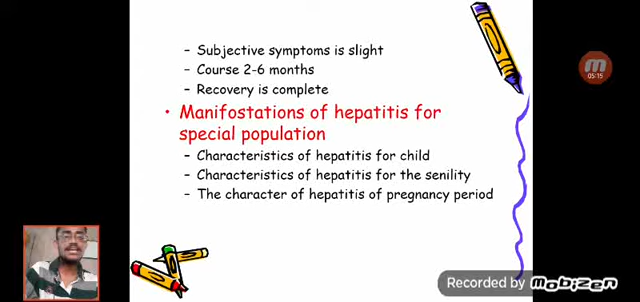 – Subjective symptoms is slight
– Course 2-6 months
– Recovery is complete
• Manifostations of hepatitis for
special population
– Characteristics of hepatitis for child
– Characteristics of hepatitis for the senility
– The character of hepatitis of pregnancy period
05:15
Recorded by mobizen